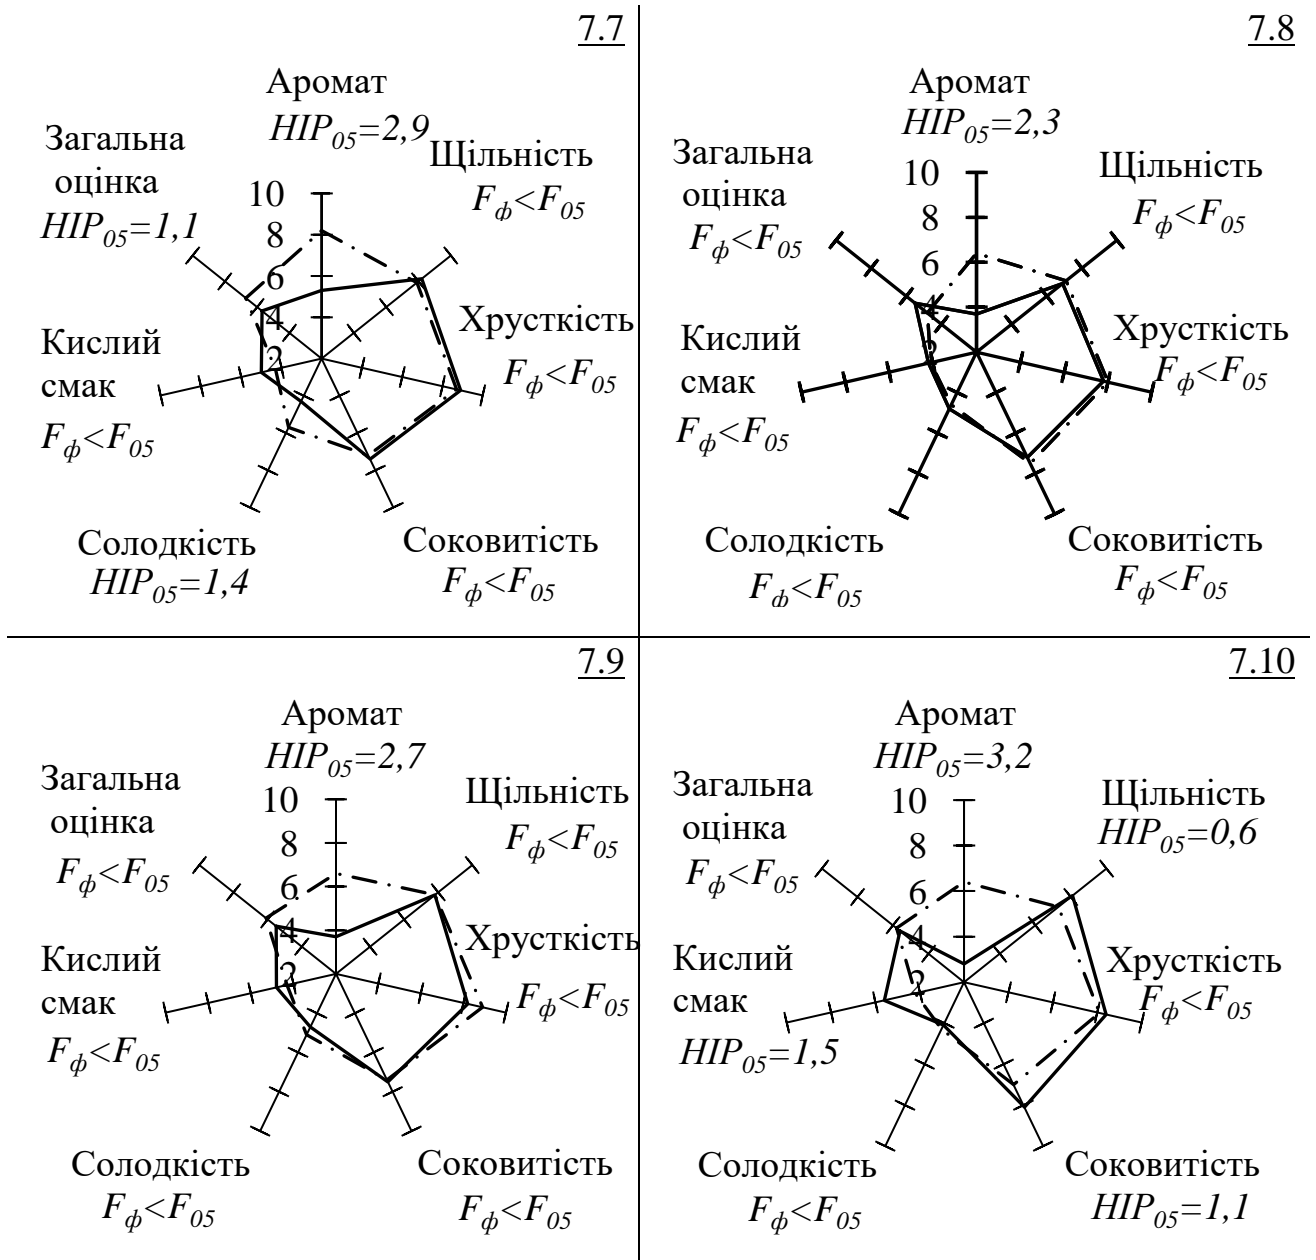 7.7
Аромат
НІР05=2,9
Щільність
Fф<F05
Загальна
оцінка
НІР05=1,1
10
8
6
4
2
Хрусткість
Fф<F05
Кислий
смак
Fф<F05
Солодкість
НІР05=1,4
Соковитість
Fф<F05
7.8
Аромат
НІР05=2,3
Загальна
оцінка
Fф<F05
Щільність
Fф<F05
10
8
6
4
2
Хрусткість
Fф<F05
Кислий
смак
Fф<F05
Солодкість
Fф<F05
Соковитість
Fф<F05
7.9
Аромат
НІР05=2,7
Загальна
оцінка
Fф<F05
Щільність
Fф<F05
10
8
6
4
2
Хрусткість
Fф<F05
Кислий
смак
Fф<F05
Солодкість
Fф<F05
Соковитість
Fф<F05
7.10
Аромат
НІР05=3,2
Загальна
оцінка
Fф<F05
Щільність
НІР05=0,6
10
8
6
4
2
Хрусткість
Fф<F05
Кислий
смак
НІР05=1,5
Солодкість
Fф<F05
Соковитість
НІР05=1,1